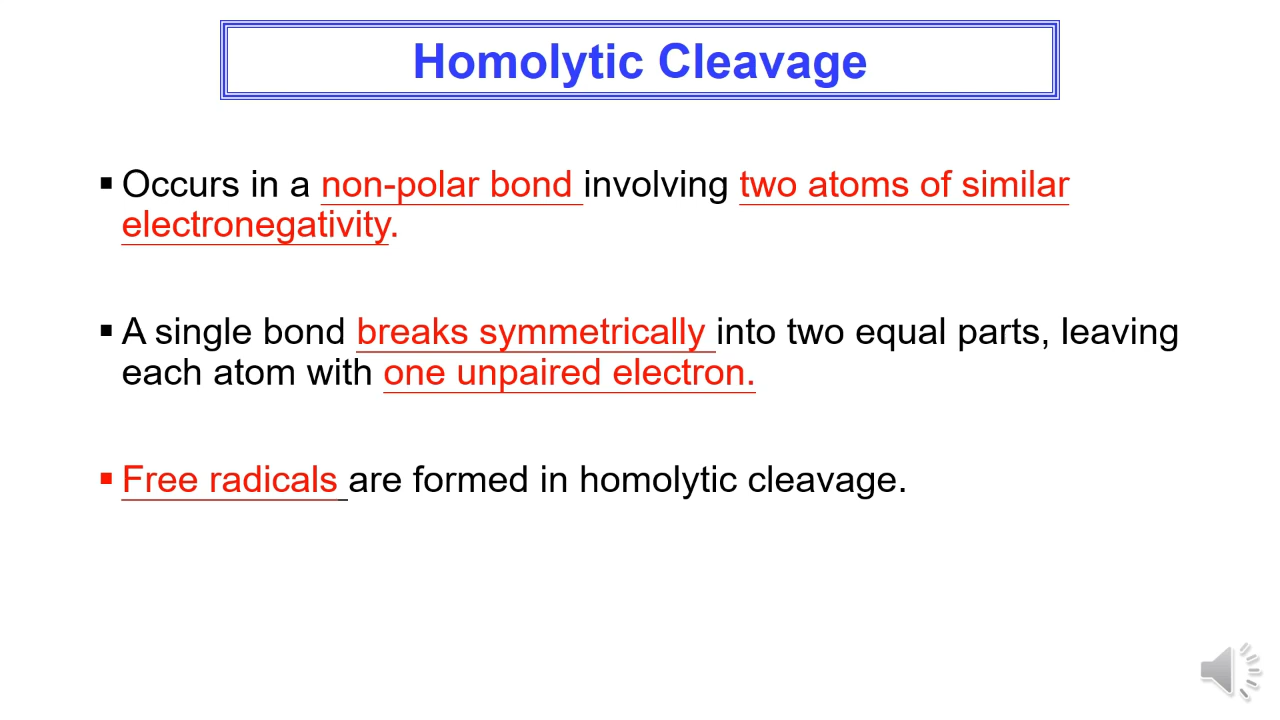 Homolytic Cleavage
▪ Occurs in a non-polar bond involving two atoms of similar
electronegativity.
▪ A single bond breaks symmetrically into two equal parts, leaving
each atom with one unpaired electron.
▪ Free radicals are formed in homolytic cleavage.